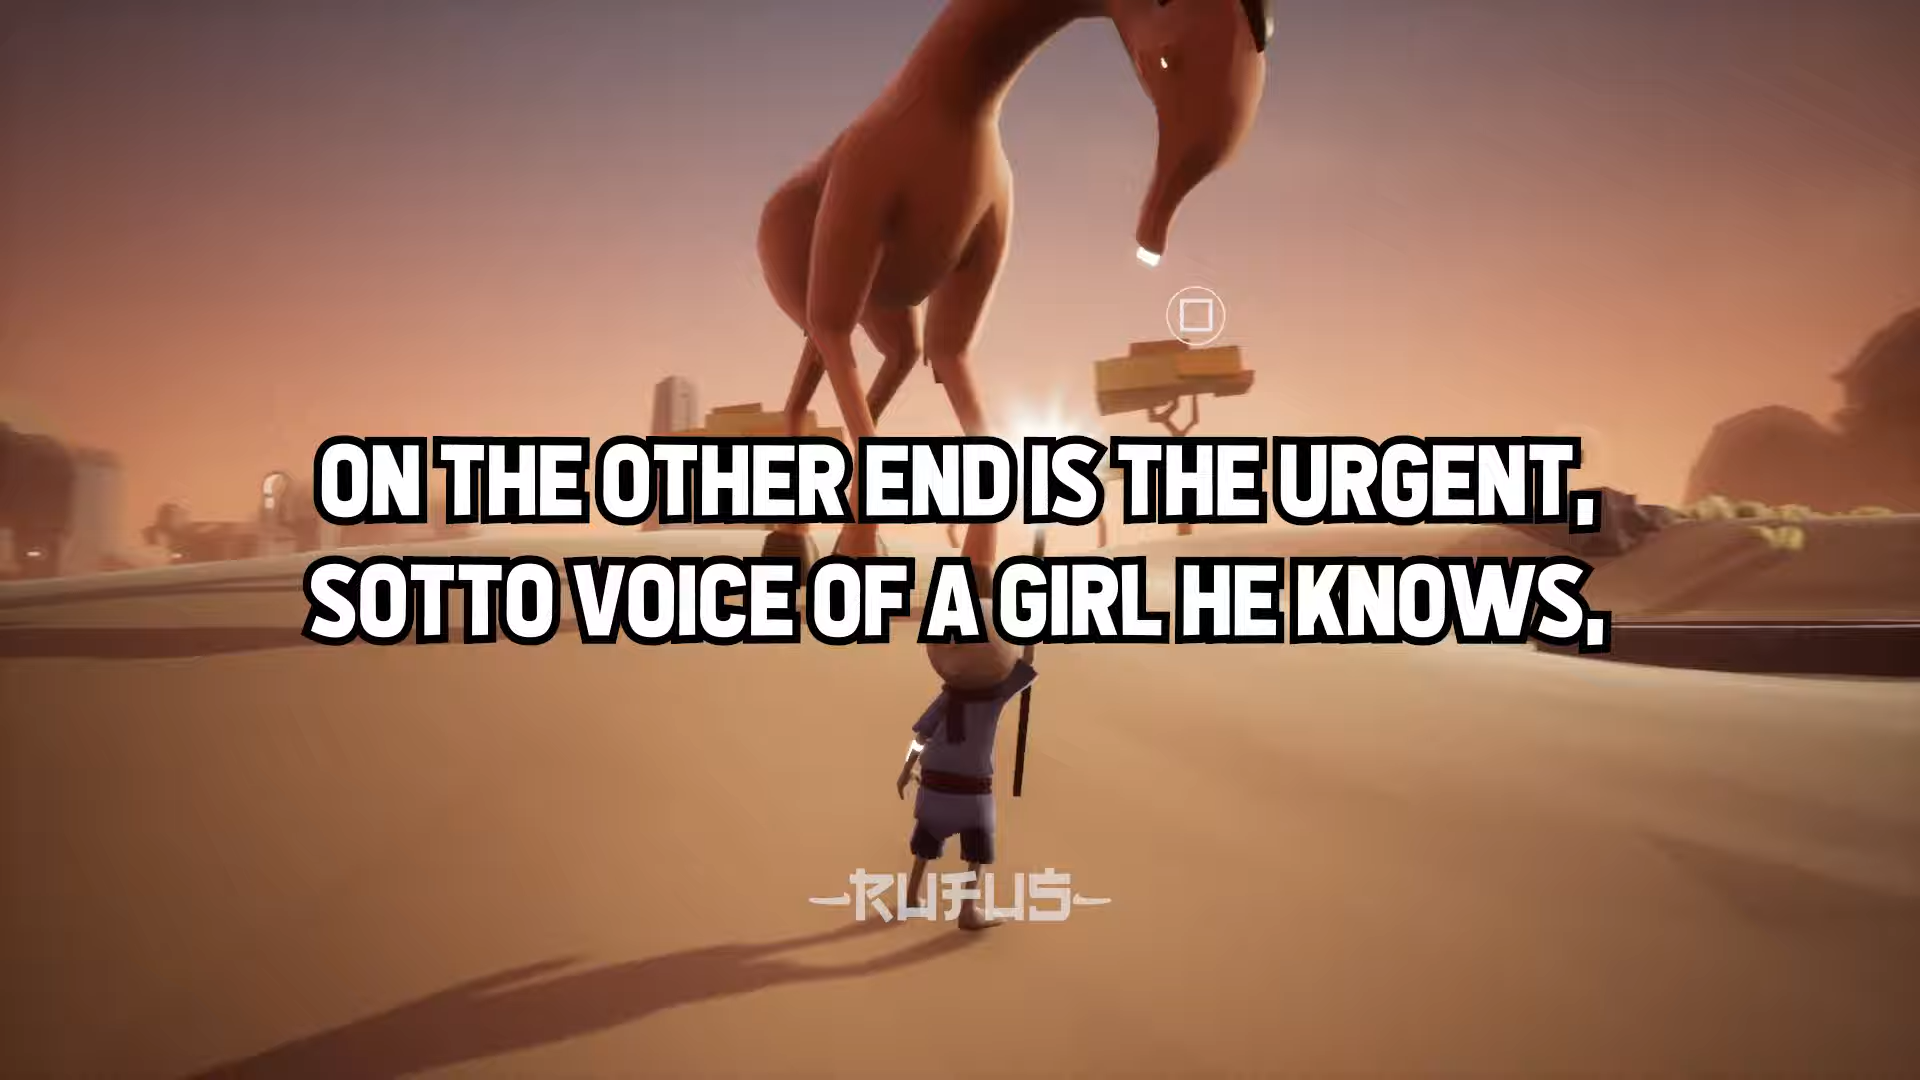 ON THE OTHER END IS THE URGENT,
SOTTO VOICE OF A GIRL HE KNOWS,
RUFUS